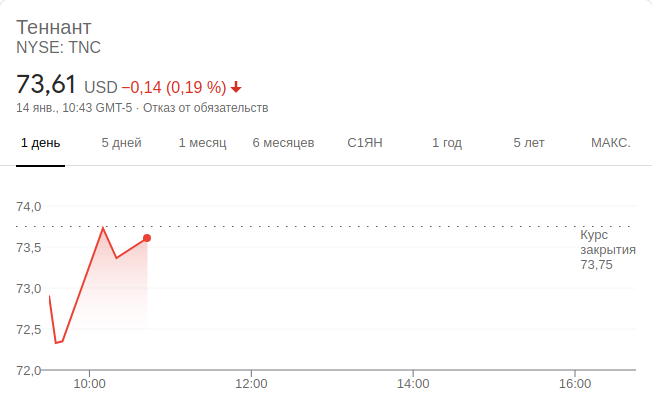 Теннант
NYSE: TNC
73,61 USD −0,14 (0,19 %)
14 янв., 10:43 GMT-5 · Отказ от обязательств
1 день 5 дней 1 месяц 6 месяцев С1ЯН 1 год 5 лет МАКС.
74,0
73,5
73,0
72,5
72,0
Курс
закрытия
73,75
10:00 12:00 14:00 16:00